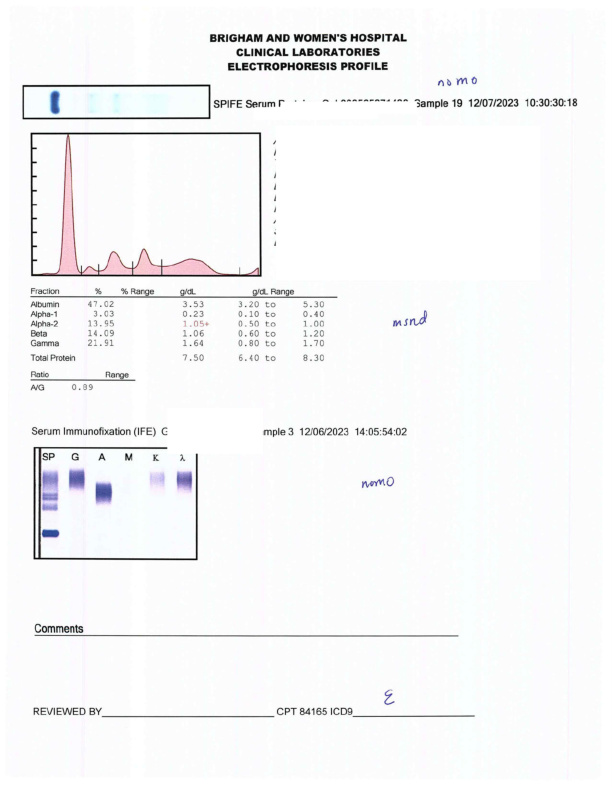 BRIGHAM AND WOMEN'S HOSPITAL
CLINICAL LABORATORIES
ELECTROPHORESIS PROFILE
nomo
SPIFE Serum Sample 19 12/07/2023 10:30:30:18
Fraction % % Range g/dL g/dL Range
Albumin 47.02 3.53 3.20 to 5.30
Alpha-1 3.03 0.23 0.10 to 0.40
Alpha-2 13.95 1.05+ 0.50 to 1.00
Beta 14.09 1.06 0.60 to 1.20
Gamma 21.91 1.64 0.80 to 1.70
Total Protein 7.50 6.40 to 8.30
msnd
Ratio Range
A/G 0.89
Serum Immunofixation (IFE) G mple 3 12/06/2023 14:05:54:02
SP G A M K λ
nomo
Comments
REVIEWED BY CPT 84165 ICD9